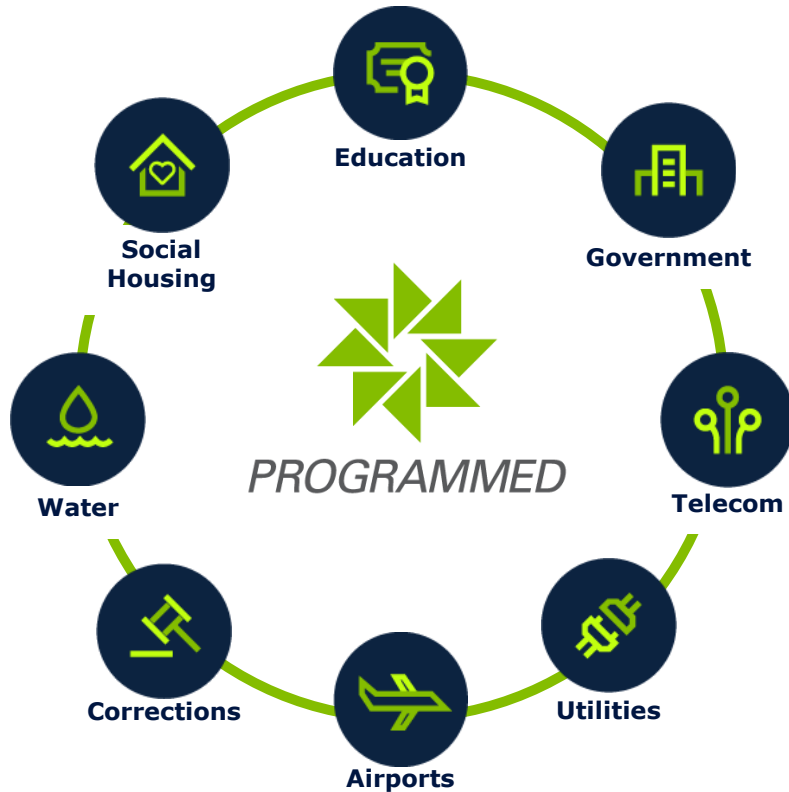 Education
Social
Housing
Government
PROGRAMMED
Water
Telecom
Corrections
Utilities
Airports